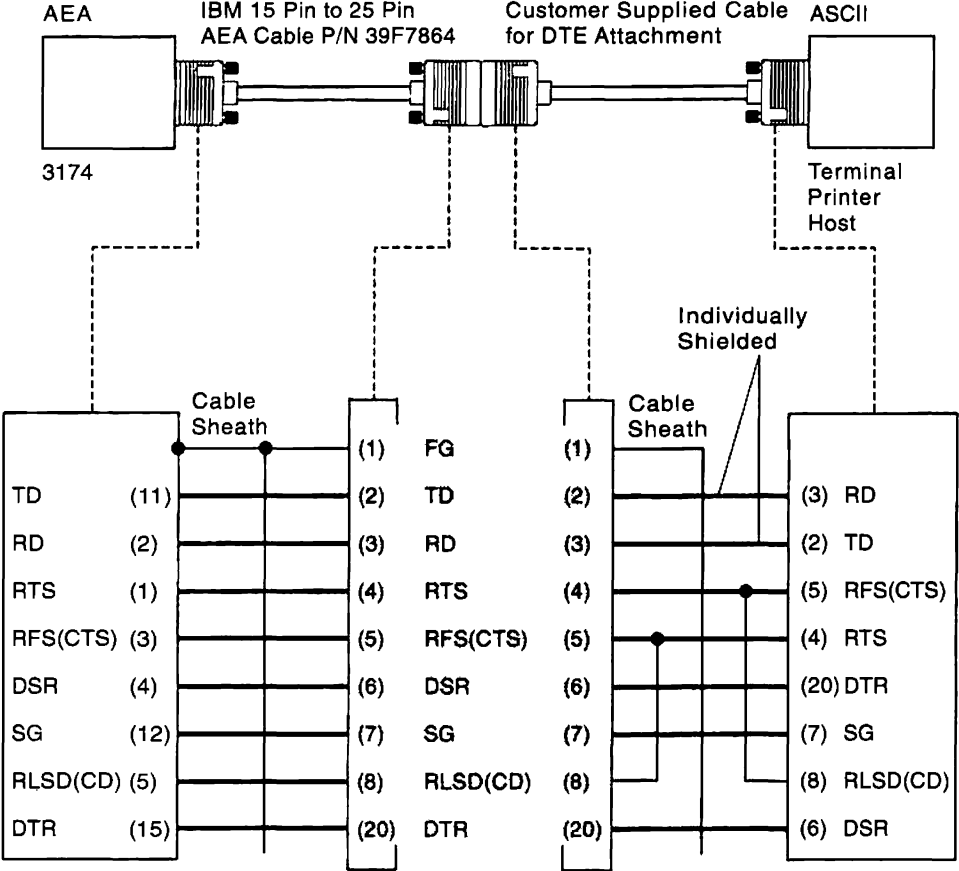 AEA
IBM 15 Pin to 25 Pin
AEA Cable P/N 39F7864
Customer Supplied Cable
for DTE Attachment
ASCII
3174
Terminal
Printer
Host
Individually
Shielded
Cable
Sheath
Cable
Sheath
(1) FG (1)
TD (11) (2) TD (2) (3) RD
RD (2) (3) RD (3) (2) TD
RTS (1) (4) RTS (4) (5) RFS(CTS)
RFS(CTS) (3) (5) RFS(CTS) (5) (4) RTS
DSR (4) (6) DSR (6) (20) DTR
SG (12) (7) SG (7) (7) SG
RLSD(CD) (5) (8) RLSD(CD) (8) (8) RLSD(CD)
DTR (15) (20) DTR (20) (6) DSR